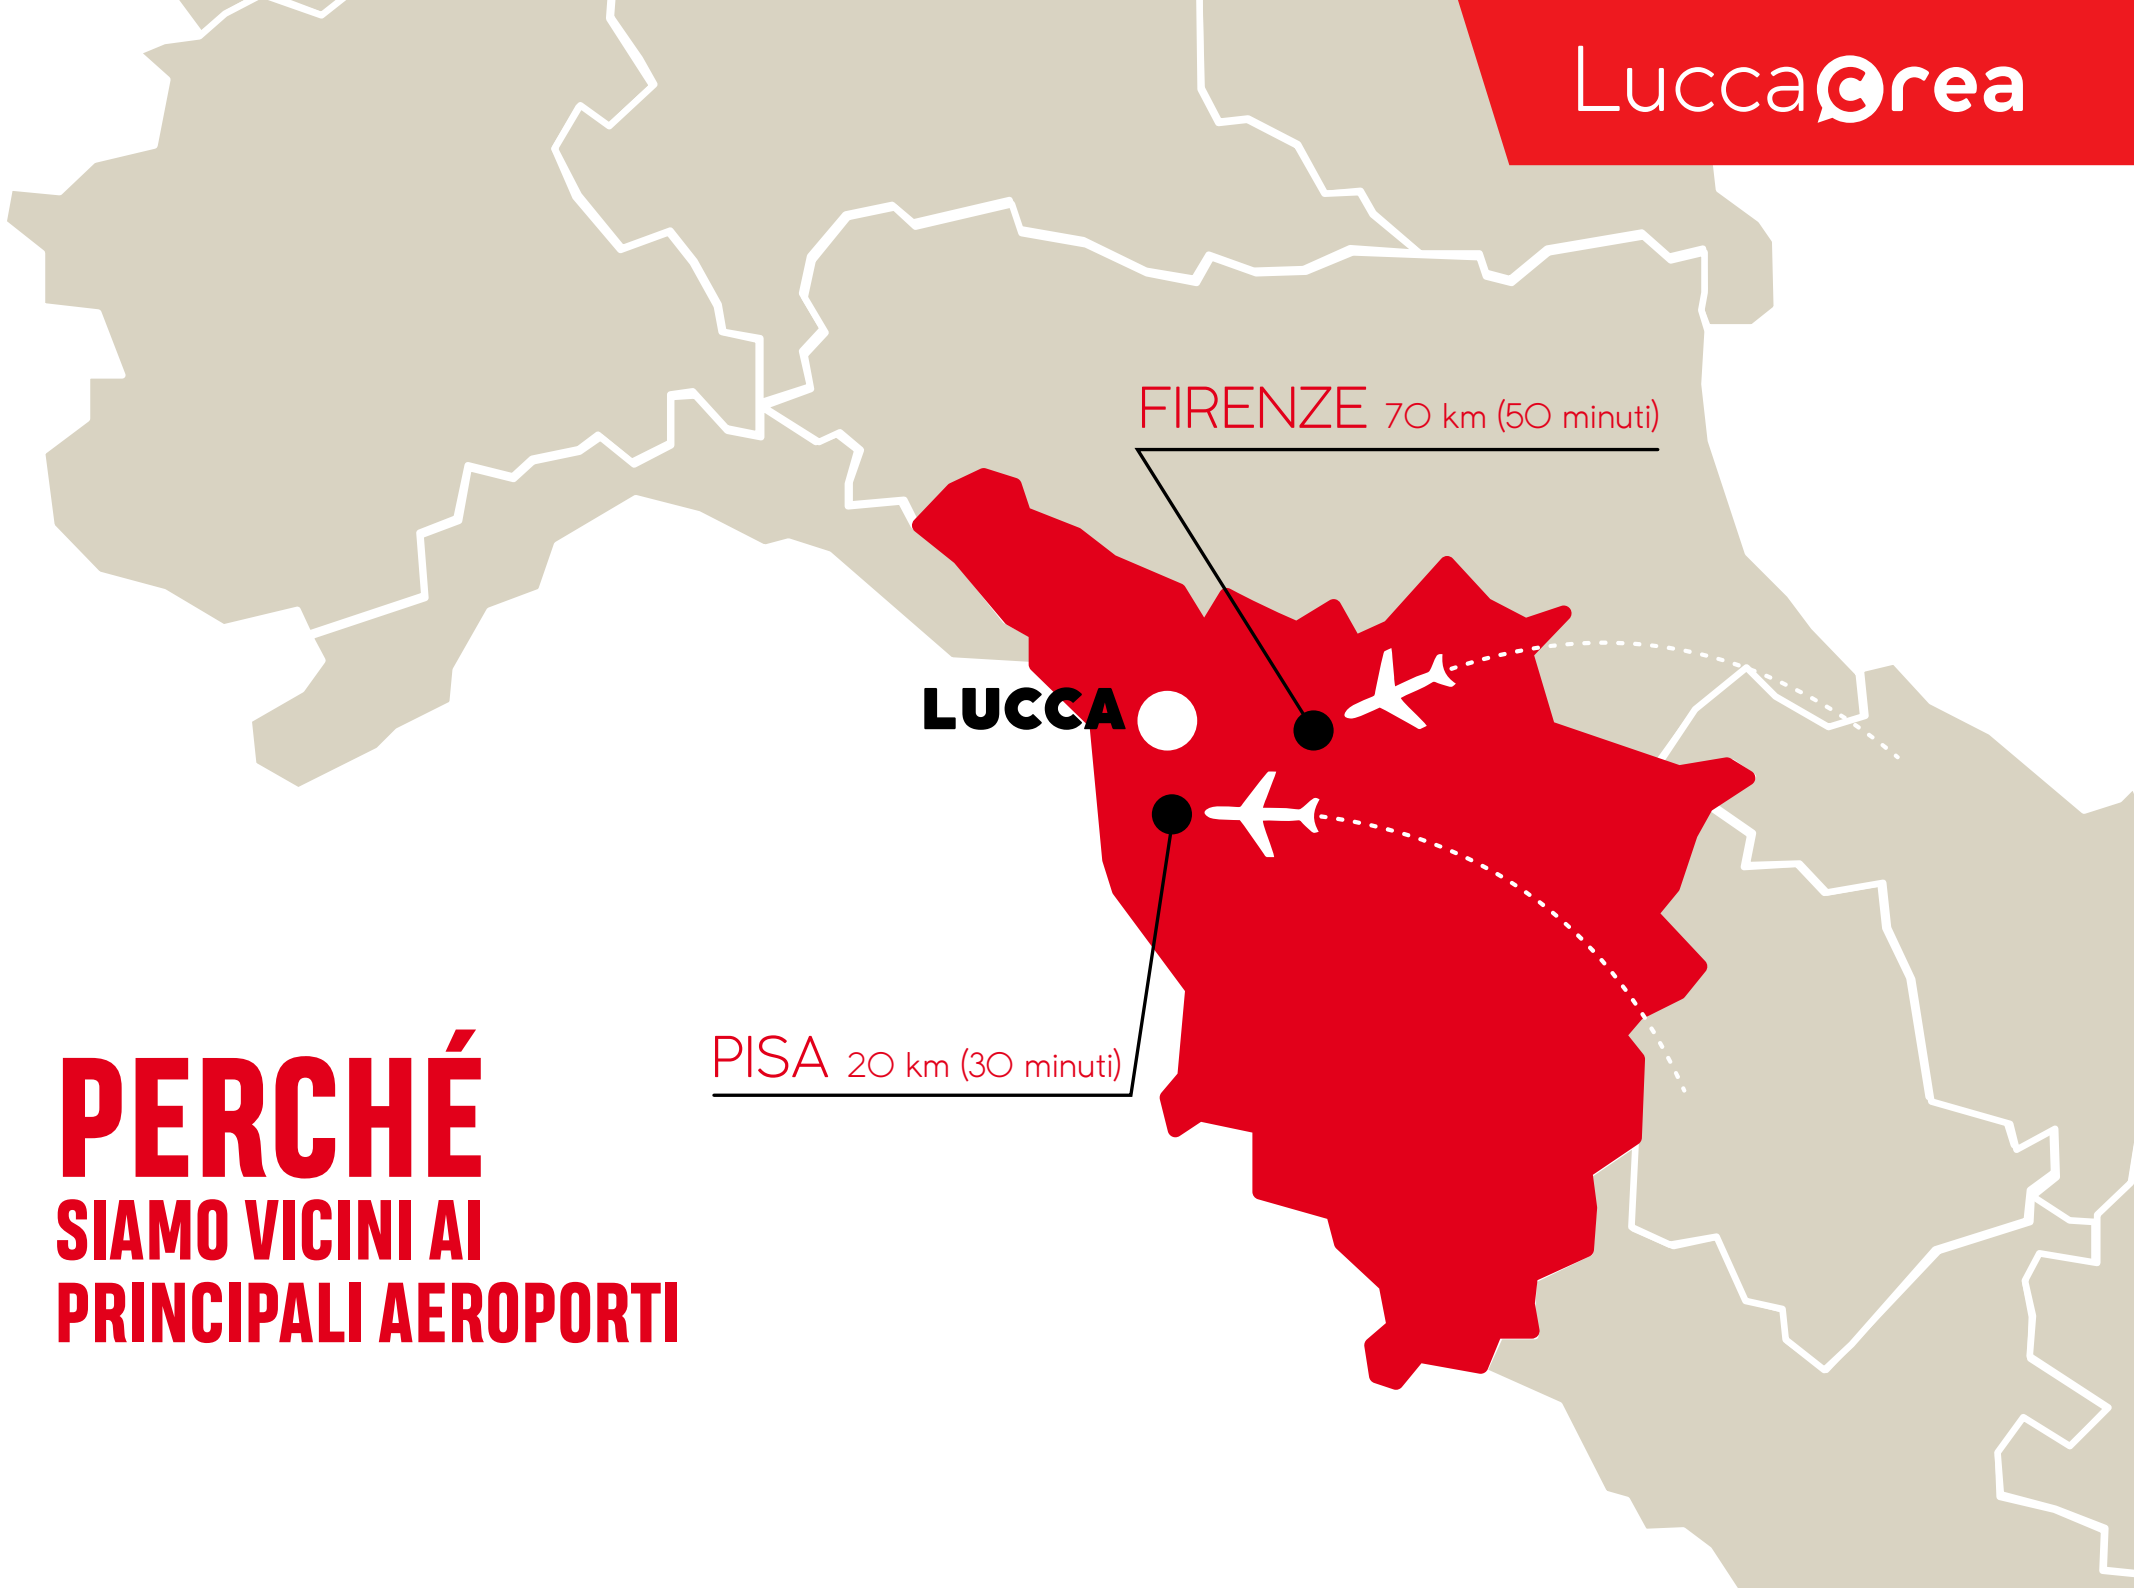 Luccacrea
FIRENZE 70 km (50 minuti)
LUCCA
PISA 20 km (30 minuti)
PERCHÉ
SIAMO VICINI AI
PRINCIPALI AEROPORTI